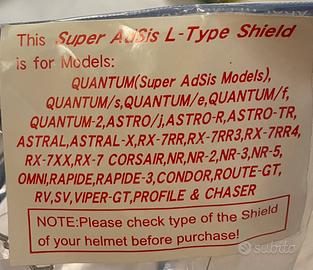 This Super AdSis L-Type Shield
is for Models:
QUANTUM(Super AdSis Models),
QUANTUM/s,QUANTUM/e,QUANTUM/f,
QUANTUM-2,ASTRO/j,ASTRO-R,ASTRO-TR,
ASTRAL,ASTRAL-X,RX-7RR,RX-7RR3,RX-7RR4,
RX-7XX,RX-7 CORSAIR,NR,NR-2,NR-3,NR-5,
OMNI,RAPIDE,RAPIDE-3,CONDOR,ROUTE-GT,
RV,SV,VIPER-GT,PROFILE & CHASER
NOTE:Please check type of the Shield
of your helmet before purchase!
subito